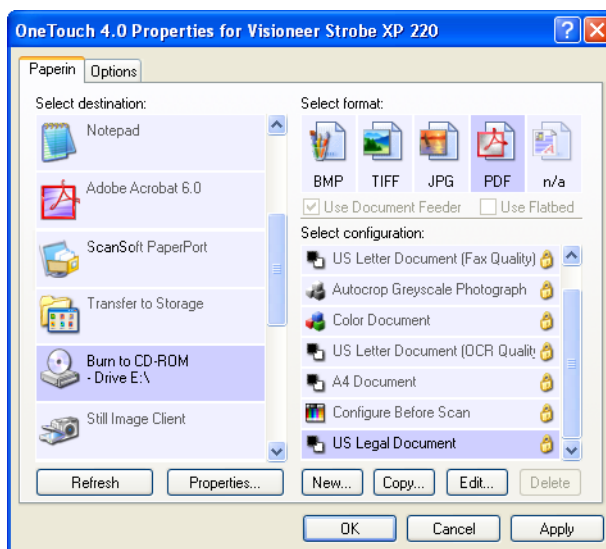 OneTouch 4.0 Properties for Visioneer Strobe XP 220
Paperin
Options
Select destination:
Notepad
Adobe Acrobat 6.0
ScanSoft PaperPort
Transfer to Storage
Burn to CD-ROM
- Drive E:\
Still Image Client
Refresh
Properties...
Select format:
BMP
TIFF
JPG
PDF
n/a
Use Document Feeder
Use Flatbed
Select configuration:
US Letter Document (Fax Quality)
Autocrop Greyscale Photograph
Color Document
US Letter Document (OCR Qualit
A4 Document
Configure Before Scan
US Legal Document
New...
Copy...
Edit...
Delete
OK
Cancel
Apply